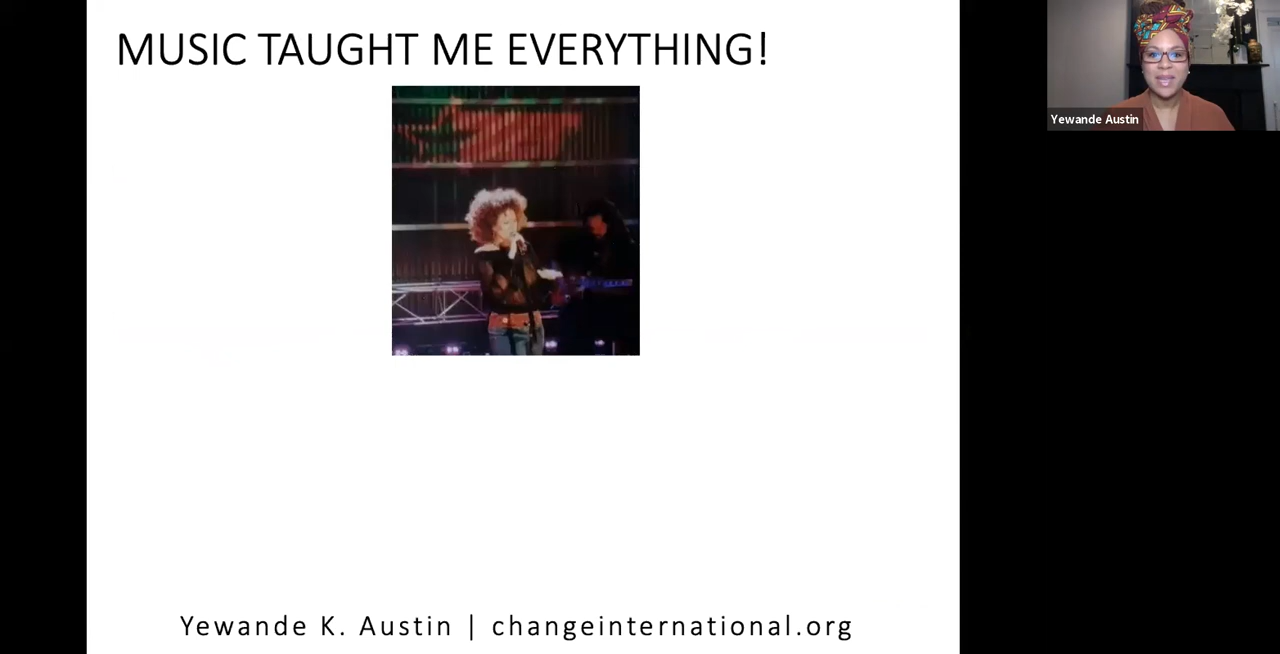 MUSIC TAUGHT ME EVERYTHING!
Yewande Austin
Yewande K. Austin | changeinternational.org